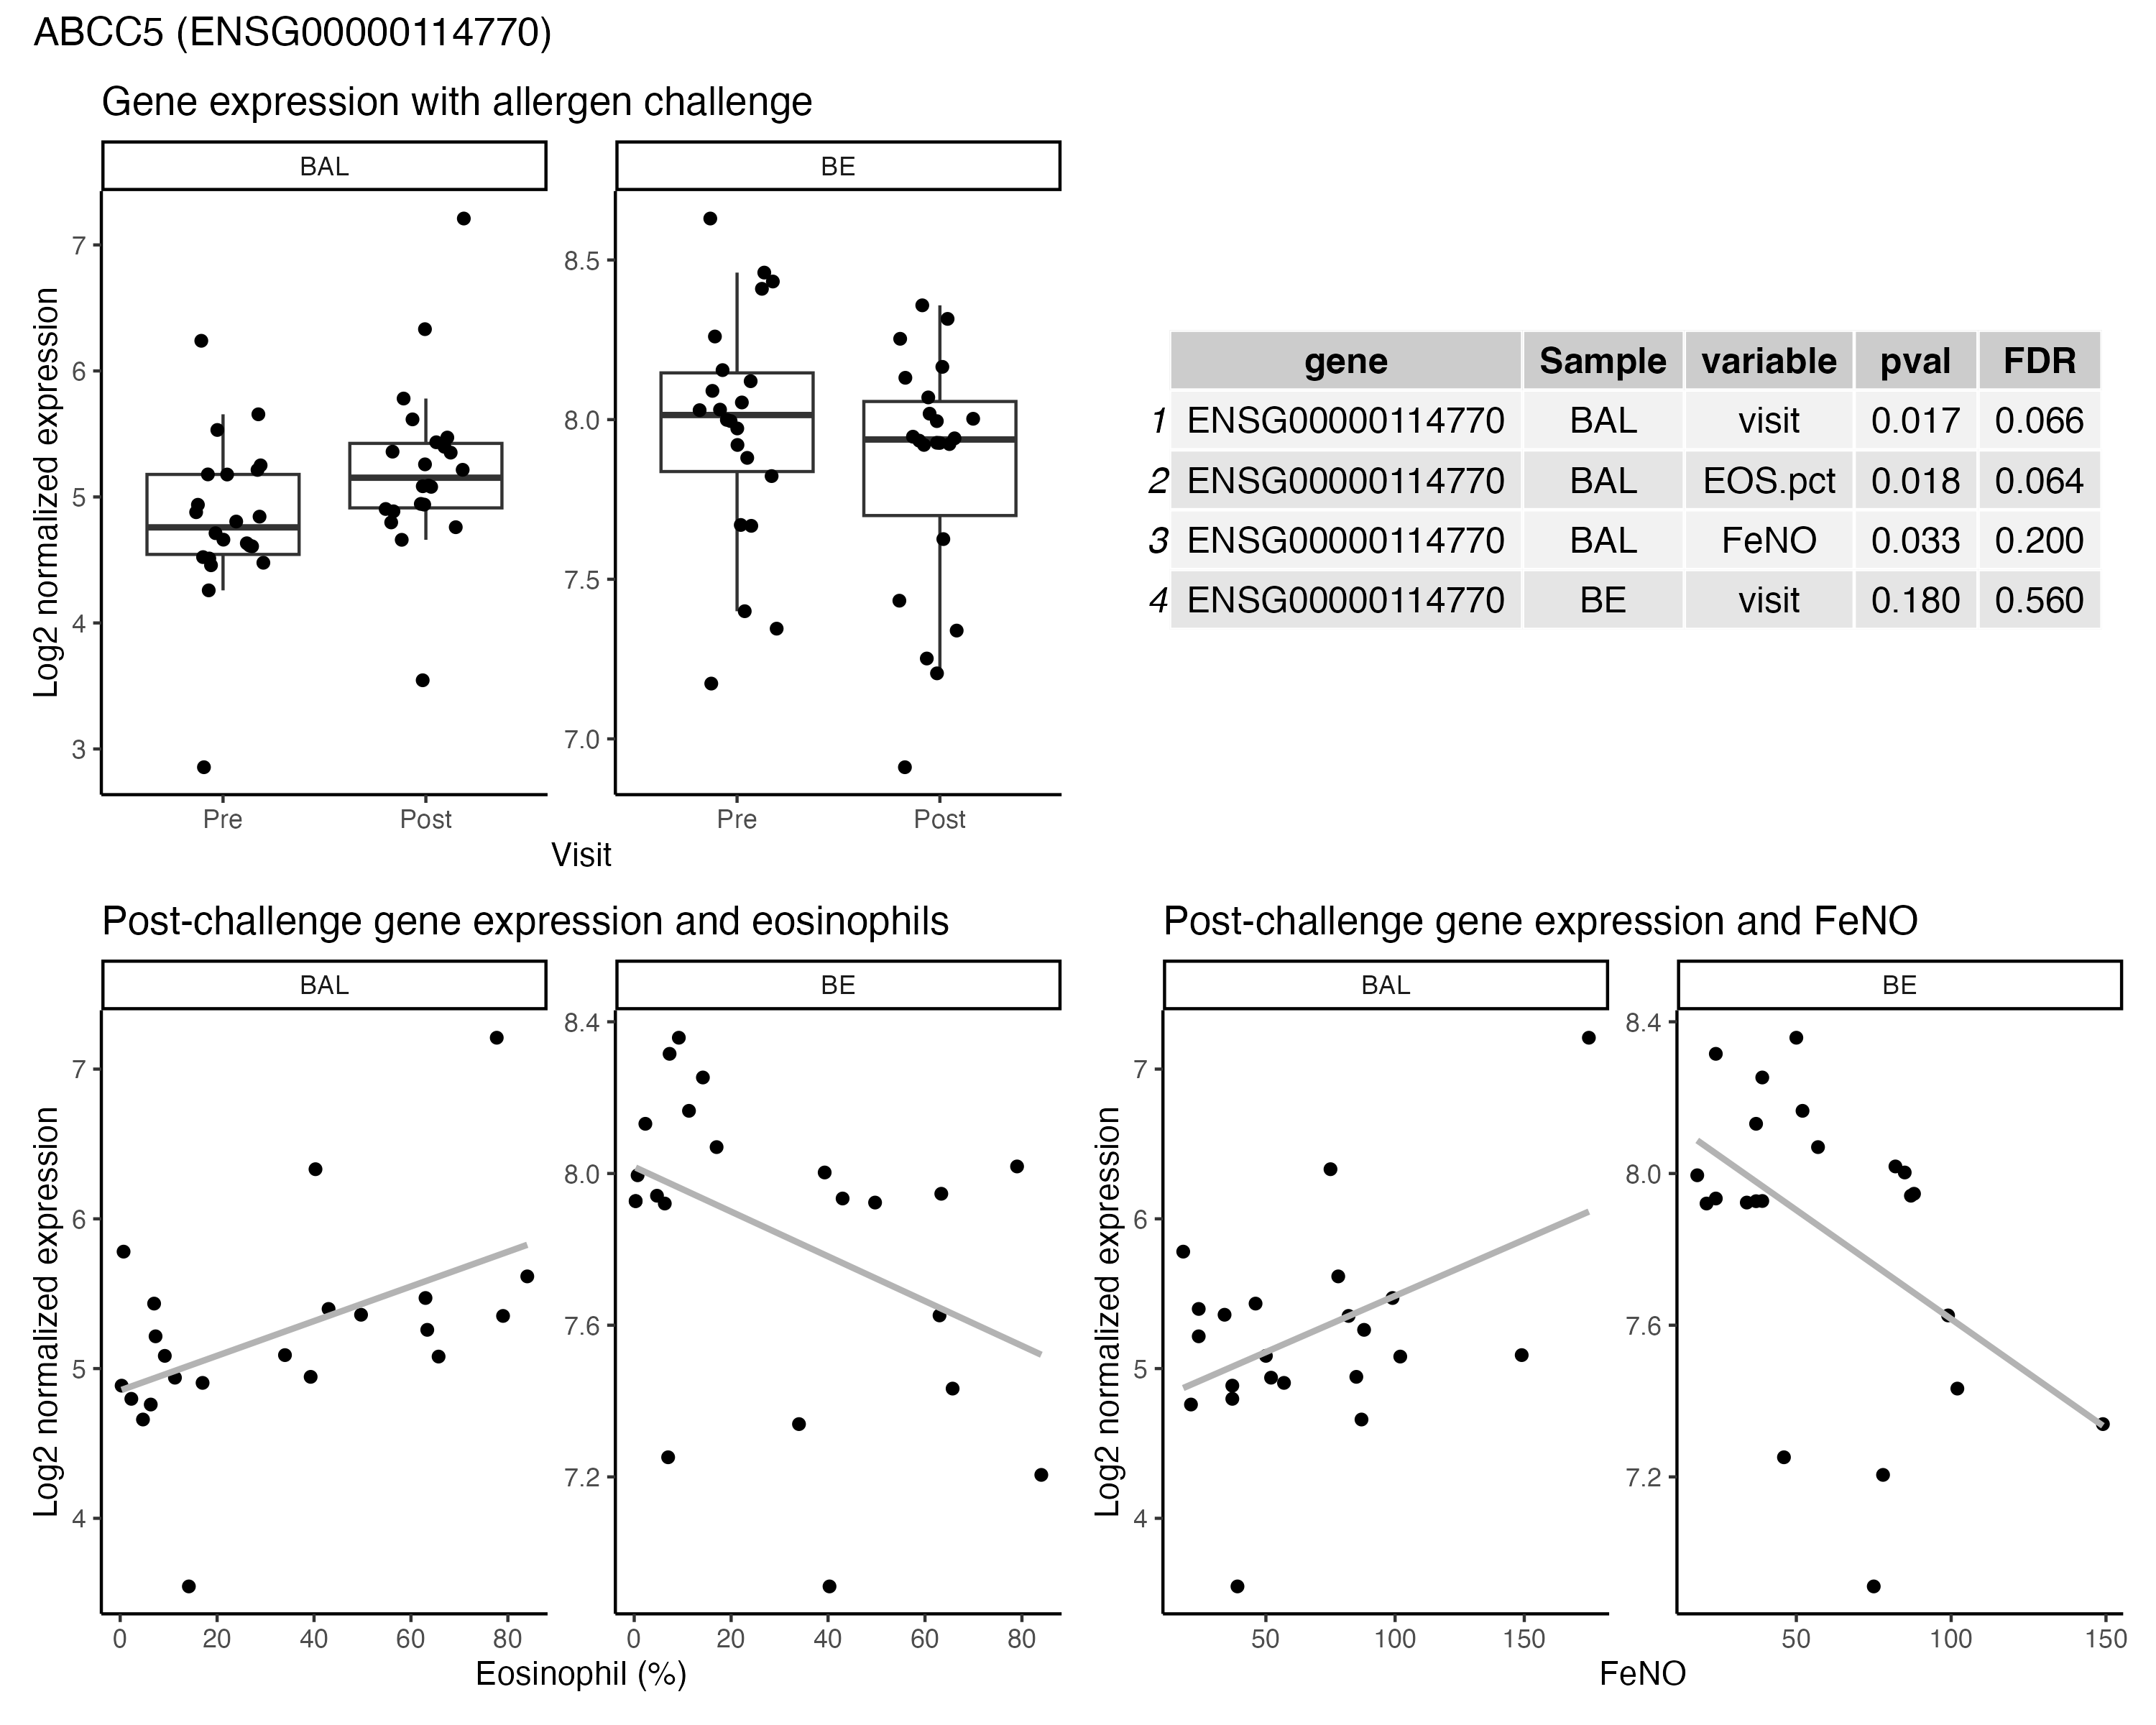 ABCC5 (ENSG00000114770)
Gene expression with allergen challenge
BAL
BE
Log2 normalized expression
7
6
5
4
3
8.5
8.0
7.5
7.0
Pre
Post
Pre
Post
Visit
gene Sample variable pval FDR
1 ENSG00000114770 BAL visit 0.017 0.066
2 ENSG00000114770 BAL EOS.pct 0.018 0.064
3 ENSG00000114770 BAL FeNO 0.033 0.200
4 ENSG00000114770 BE visit 0.180 0.560
Post-challenge gene expression and eosinophils
BAL
BE
Log2 normalized expression
7
6
5
4
8.4
8.0
7.6
7.2
0 20 40 60 80
0 20 40 60 80
Eosinophil (%)
Post-challenge gene expression and FeNO
BAL
BE
Log2 normalized expression
7
6
5
4
8.4
8.0
7.6
7.2
50 100 150
50 100 150
FeNO